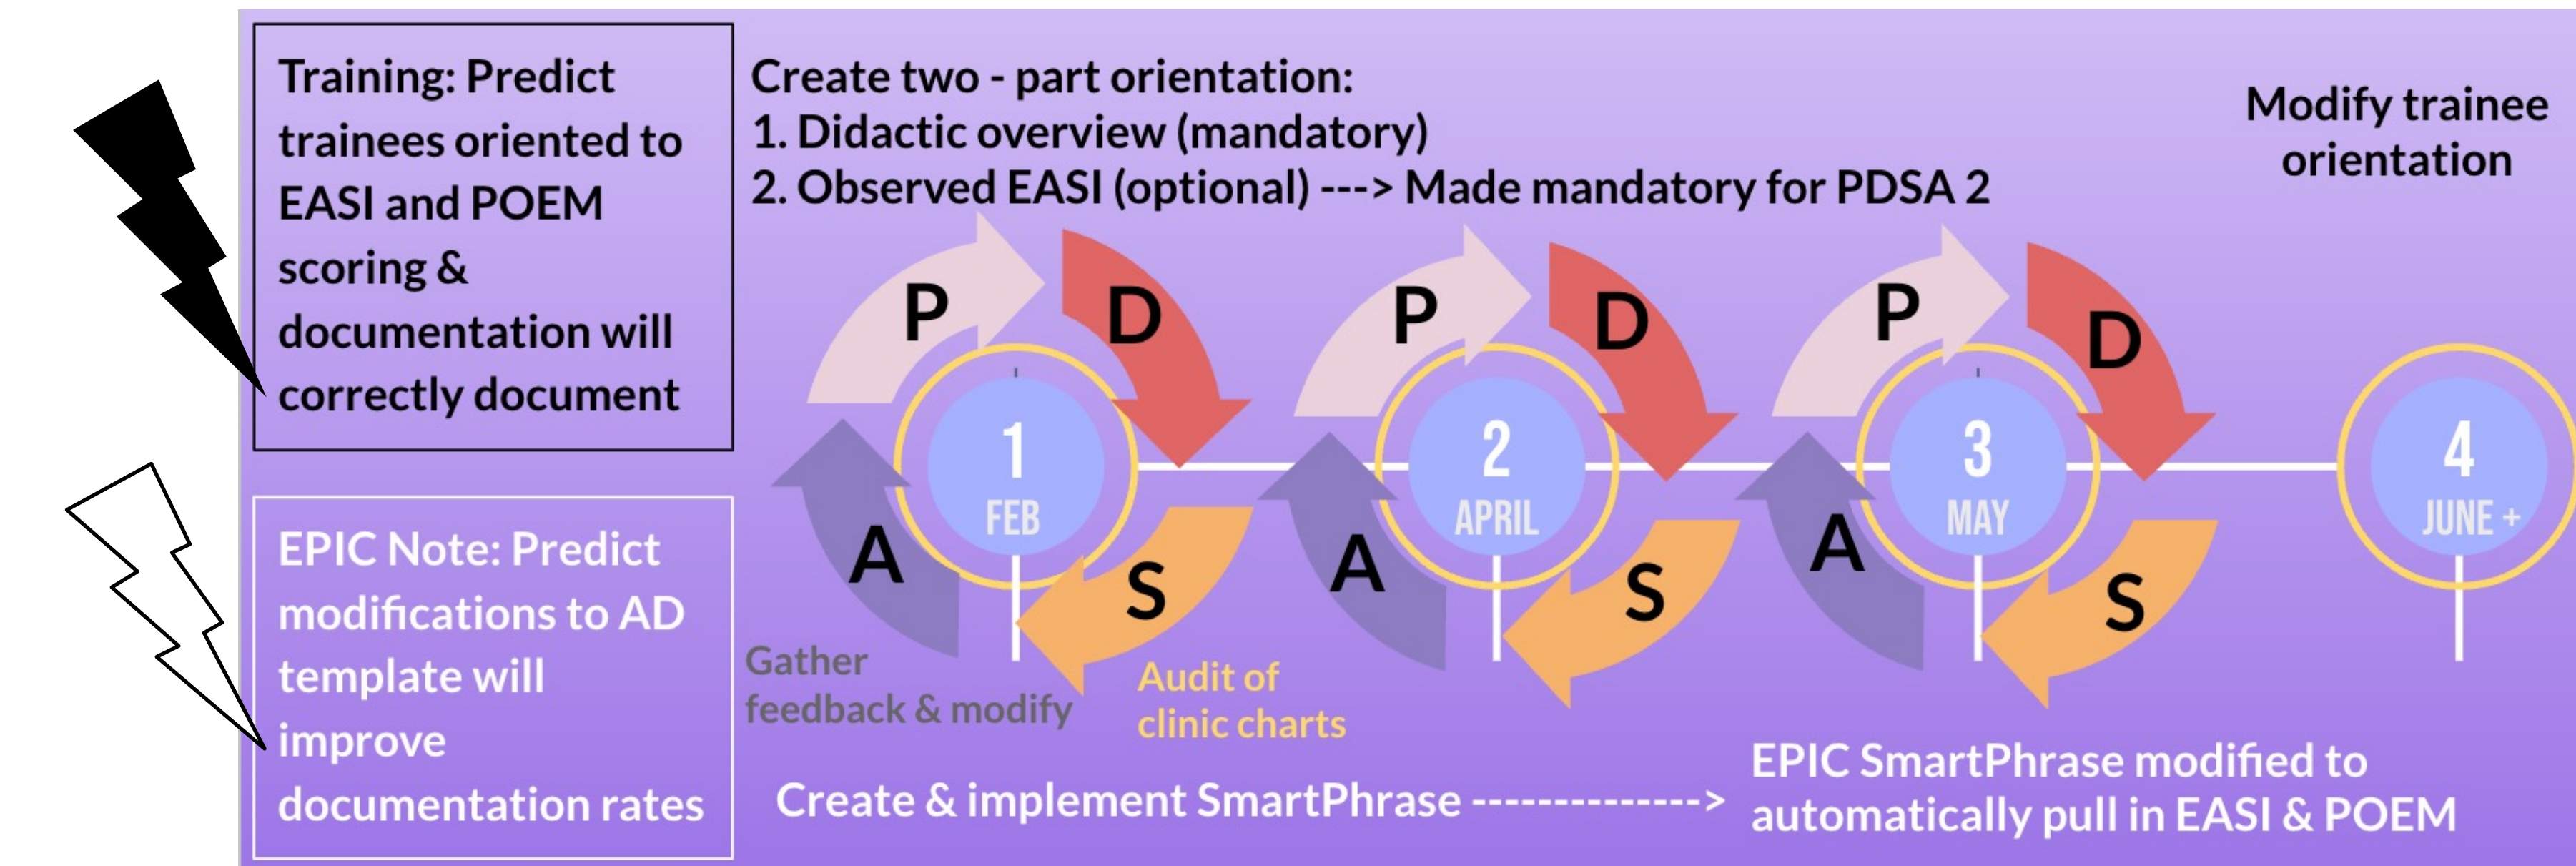 Training: Predict
trainees oriented to
EASI and POEM
scoring &
documentation will
correctly document
Create two - part orientation:
1. Didactic overview (mandatory)
2. Observed EASI (optional) ---> Made mandatory for PDSA 2
Modify trainee
orientation
P
D
S
A
1
FEB
P
D
S
A
2
APRIL
P
D
S
A
3
MAY
4
JUNE +
EPIC Note: Predict
modifications to AD
template will
improve
documentation rates
Gather
feedback & modify
Audit of
clinic charts
Create & implement SmartPhrase -------------->
EPIC SmartPhrase modified to
automatically pull in EASI & POEM